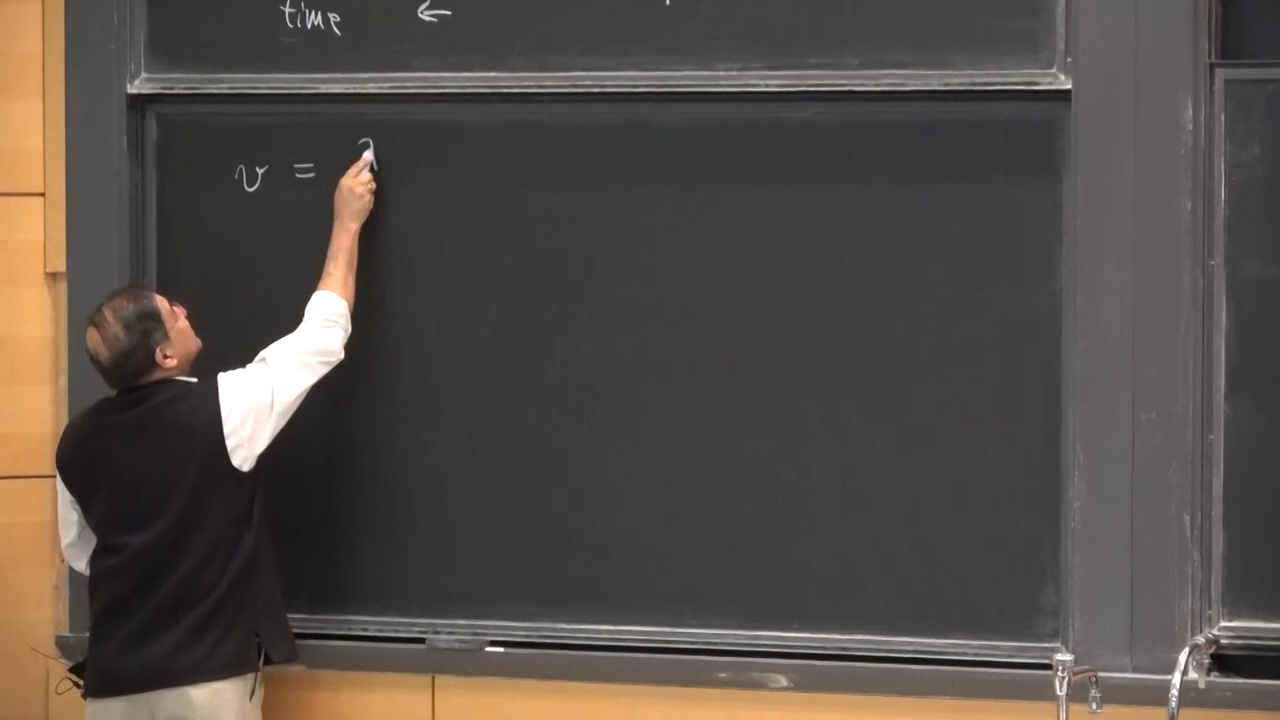 time ←
v =